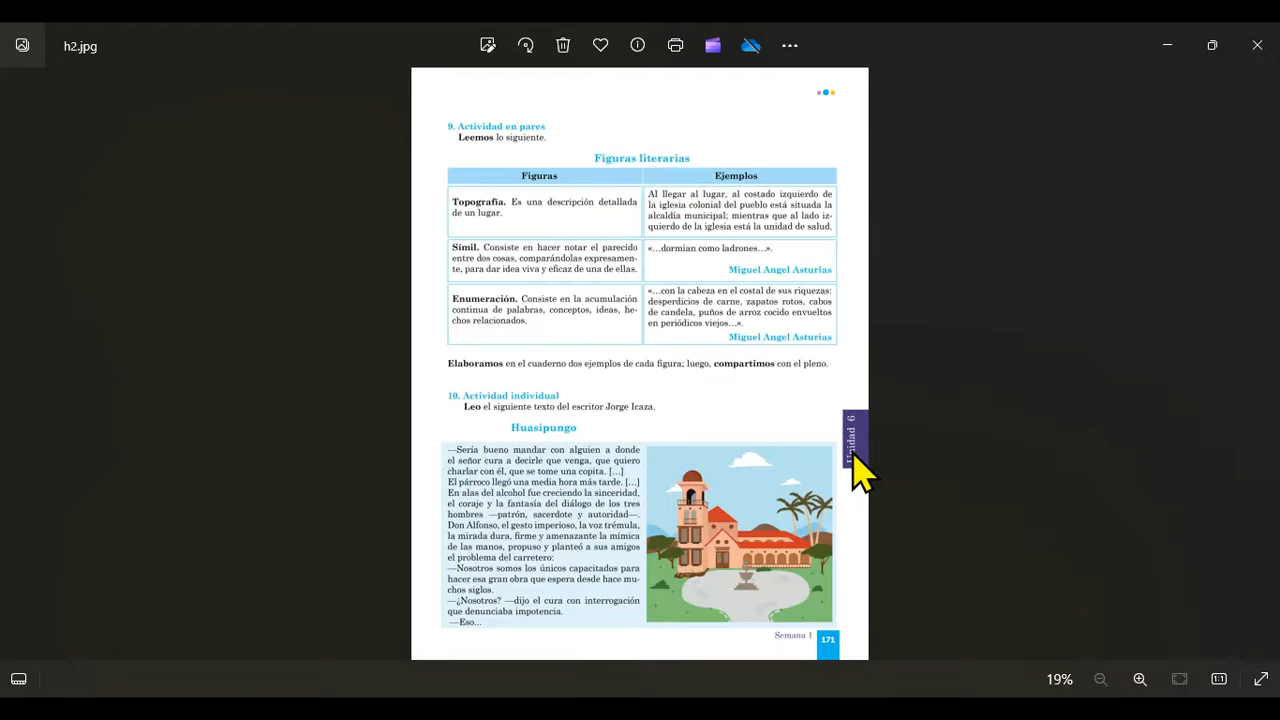 h2.jpg
9. Actividad en pares
Leemos lo siguiente.
Figuras literarias
Figuras
Ejemplos
Topografía. Es una descripción detallada
de un lugar.
Al llegar al lugar, al costado izquierdo de
la iglesia colonial del pueblo está situada la
alcaldía municipal; mientras que al lado iz-
quierdo de la iglesia está la unidad de salud.
Símil. Consiste en hacer notar el parecido
entre dos cosas, comparándolas expresamen-
te, para dar idea viva y eficaz de una de ellas.
«…dormían como ladrones…».
Miguel Angel Asturias
Enumeración. Consiste en la acumulación
continua de palabras, conceptos, ideas, he-
chos relacionados.
«…con la cabeza en el costal de sus riquezas:
desperdicios de carne, zapatos rotos, cabos
de candela, puños de arroz cocido envueltos
en periódicos viejos…».
Miguel Angel Asturias
Elaboramos en el cuaderno dos ejemplos de cada figura; luego, compartimos con el pleno.
10. Actividad individual
Leo el siguiente texto del escritor Jorge Icaza.
Huasipungo
—Sería bueno mandar con alguien a donde
el señor cura a decirle que venga, que quiero
charlar con él, que se tome una copita. […]
El párroco llegó una media hora más tarde. […]
En alas del alcohol fue creciendo la sinceridad,
el coraje y la fantasía del diálogo de los tres
hombres —patrón, sacerdote y autoridad—.
Don Alfonso, el gesto imperioso, la voz trémula,
la mirada dura, firme y amenazante la mímica
de las manos, propuso y planteó a sus amigos
el problema del carretero:
—Nosotros somos los únicos capacitados para
hacer esa gran obra que espera desde hace mu-
chos siglos.
—¿Nosotros? —dijo el cura con interrogación
que denunciaba impotencia.
—Eso...
Unidad 6
Semana 1
171
19%
1:1